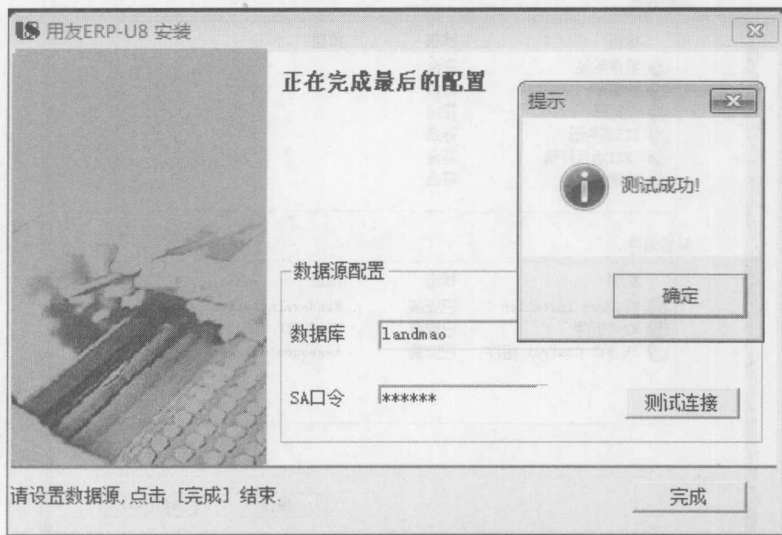 用友ERP-U8 安装
正在完成最后的配置
提示
测试成功!
确定
数据源配置
数据库 landmao
SA口令 ******
测试连接
请设置数据源,点击 [完成] 结束.
完成